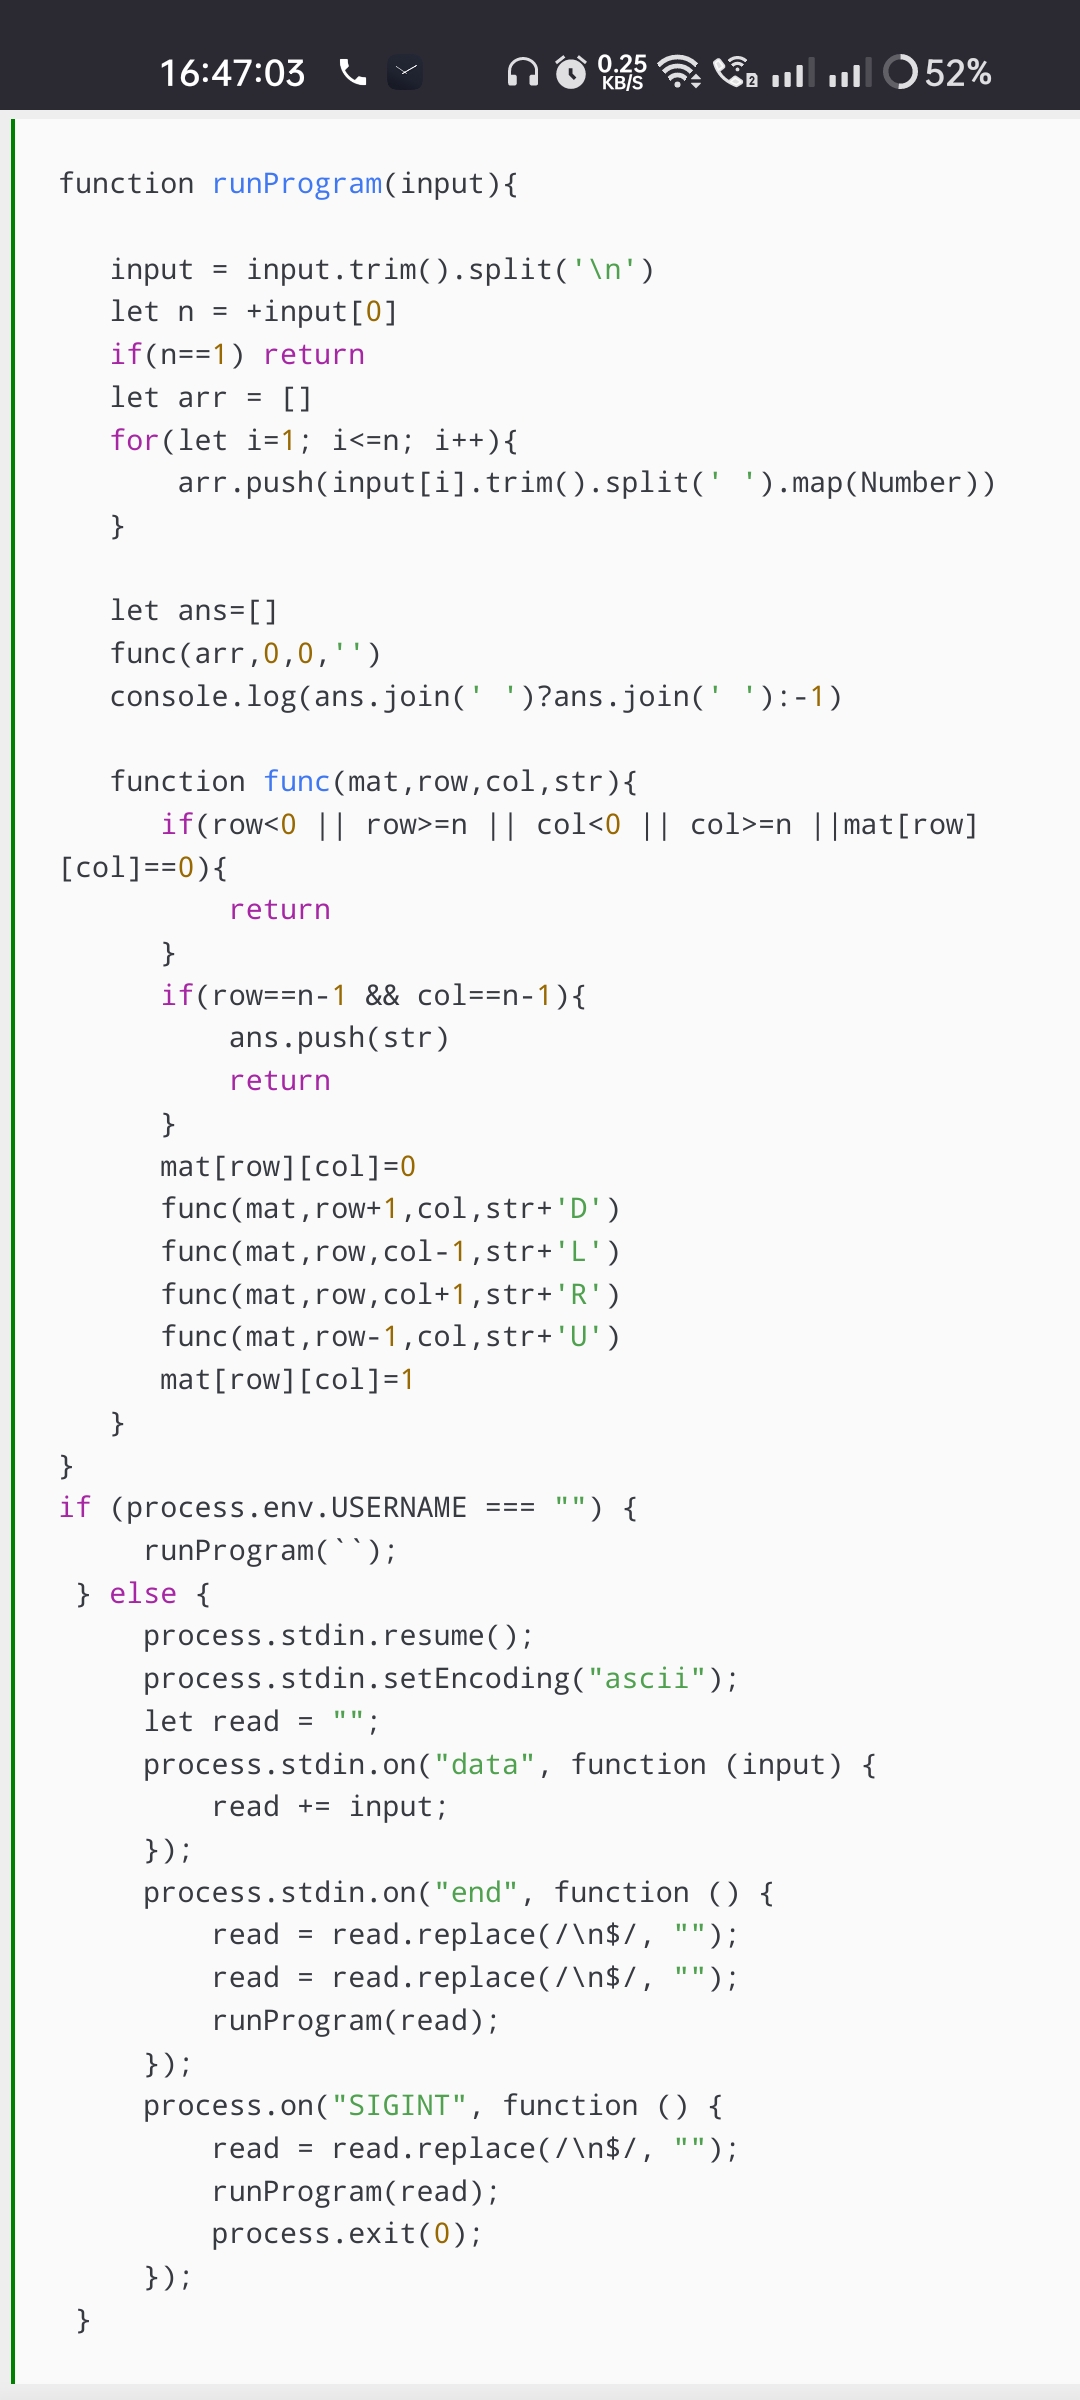 16:47:03 0.25 KB/S 2 52%
function runProgram(input){
input = input.trim().split('\n')
let n = +input[0]
if(n==1) return
let arr = []
for(let i=1; i<=n; i++){
arr.push(input[i].trim().split(' ').map(Number))
}
let ans=[]
func(arr,0,0,'')
console.log(ans.join(' ')?ans.join(' '):-1)
function func(mat,row,col,str){
if(row<0 || row>=n || col<0 || col>=n ||mat[row]
[col]==0){
return
}
if(row==n-1 && col==n-1){
ans.push(str)
return
}
mat[row][col]=0
func(mat,row+1,col,str+'D')
func(mat,row,col-1,str+'L')
func(mat,row,col+1,str+'R')
func(mat,row-1,col,str+'U')
mat[row][col]=1
}
}
if (process.env.USERNAME === "") {
runProgram(``);
} else {
process.stdin.resume();
process.stdin.setEncoding("ascii");
let read = "";
process.stdin.on("data", function (input) {
read += input;
});
process.stdin.on("end", function () {
read = read.replace(/\n$/, "");
read = read.replace(/\n$/, "");
runProgram(read);
});
process.on("SIGINT", function () {
read = read.replace(/\n$/, "");
runProgram(read);
process.exit(0);
});
}